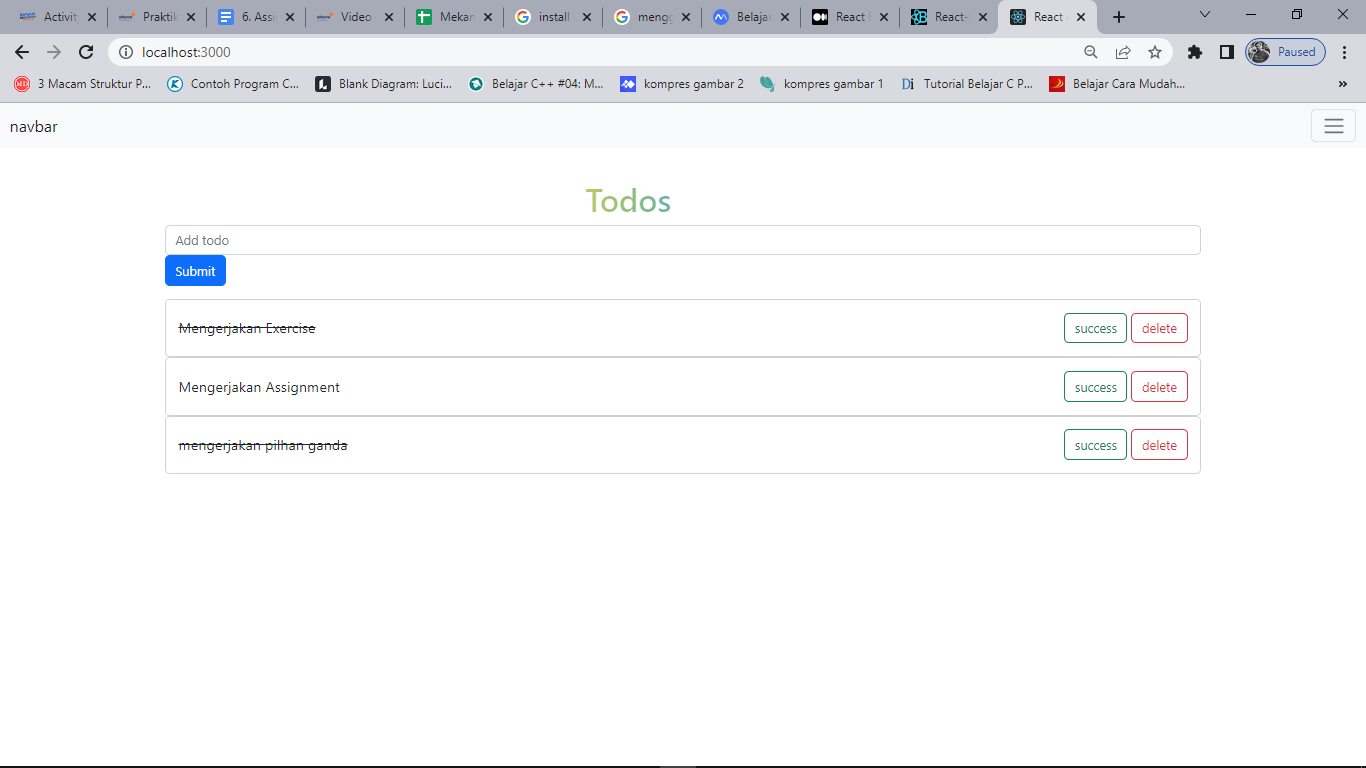 Activity Praktik 6. Assi Video Mekan install mengg Belajar React React- React
localhost:3000 Paused
3 Macam Struktur P... Contoh Program C... Blank Diagram: Luci... Belajar C++ #04: M... kompres gambar 2 kompres gambar 1 Tutorial Belajar C P... Belajar Cara Mudah... »
navbar
Todos
Add todo
Submit
Mengerjakan Exercise success delete
Mengerjakan Assignment success delete
mengerjakan pilhan ganda success delete